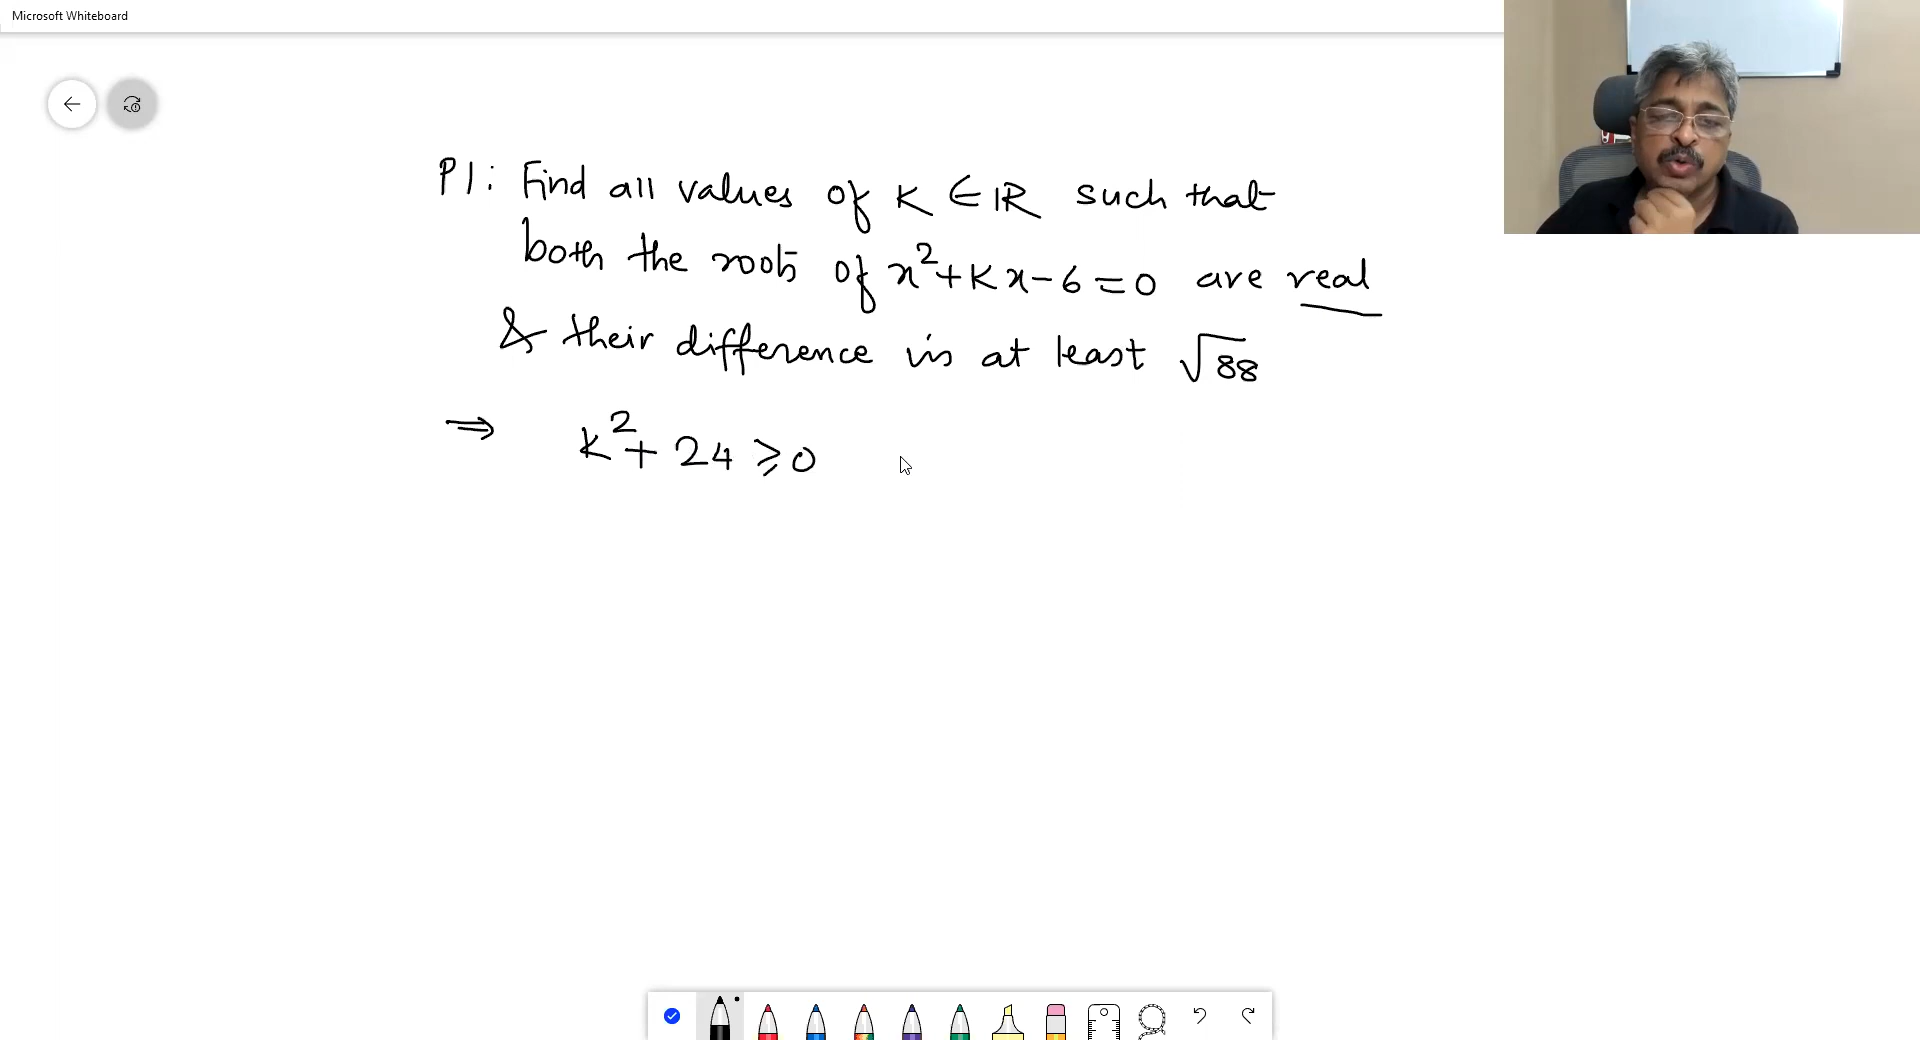 Microsoft Whiteboard
P1: Find all values of K ∈ ℝ such that
both the roots of x²+Kx-6=0 are real
& their difference is at least √88
⇒ K²+24 ≥ 0